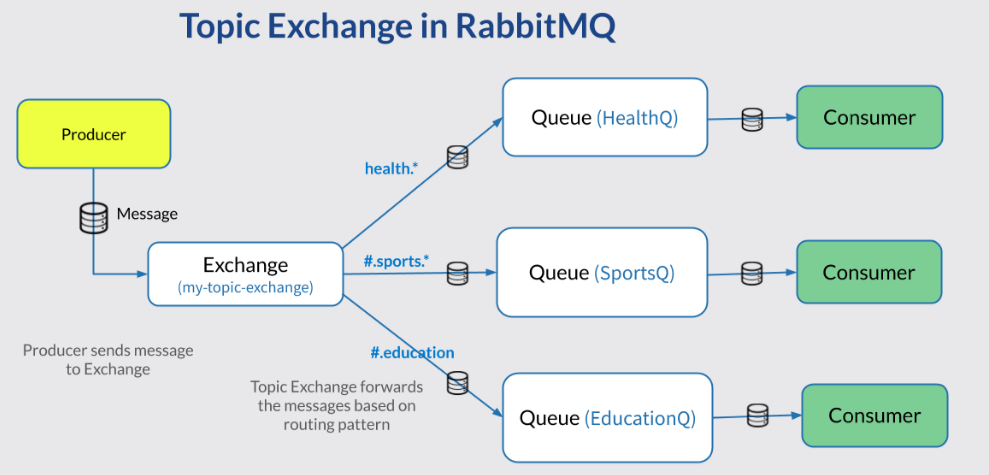 Topic Exchange in RabbitMQ
Producer
Message
Exchange
(my-topic-exchange)
Producer sends message
to Exchange
health.*
#.sports.*
#.education
Topic Exchange forwards
the messages based on
routing pattern
Queue (HealthQ)
Consumer
Queue (SportsQ)
Consumer
Queue (EducationQ)
Consumer